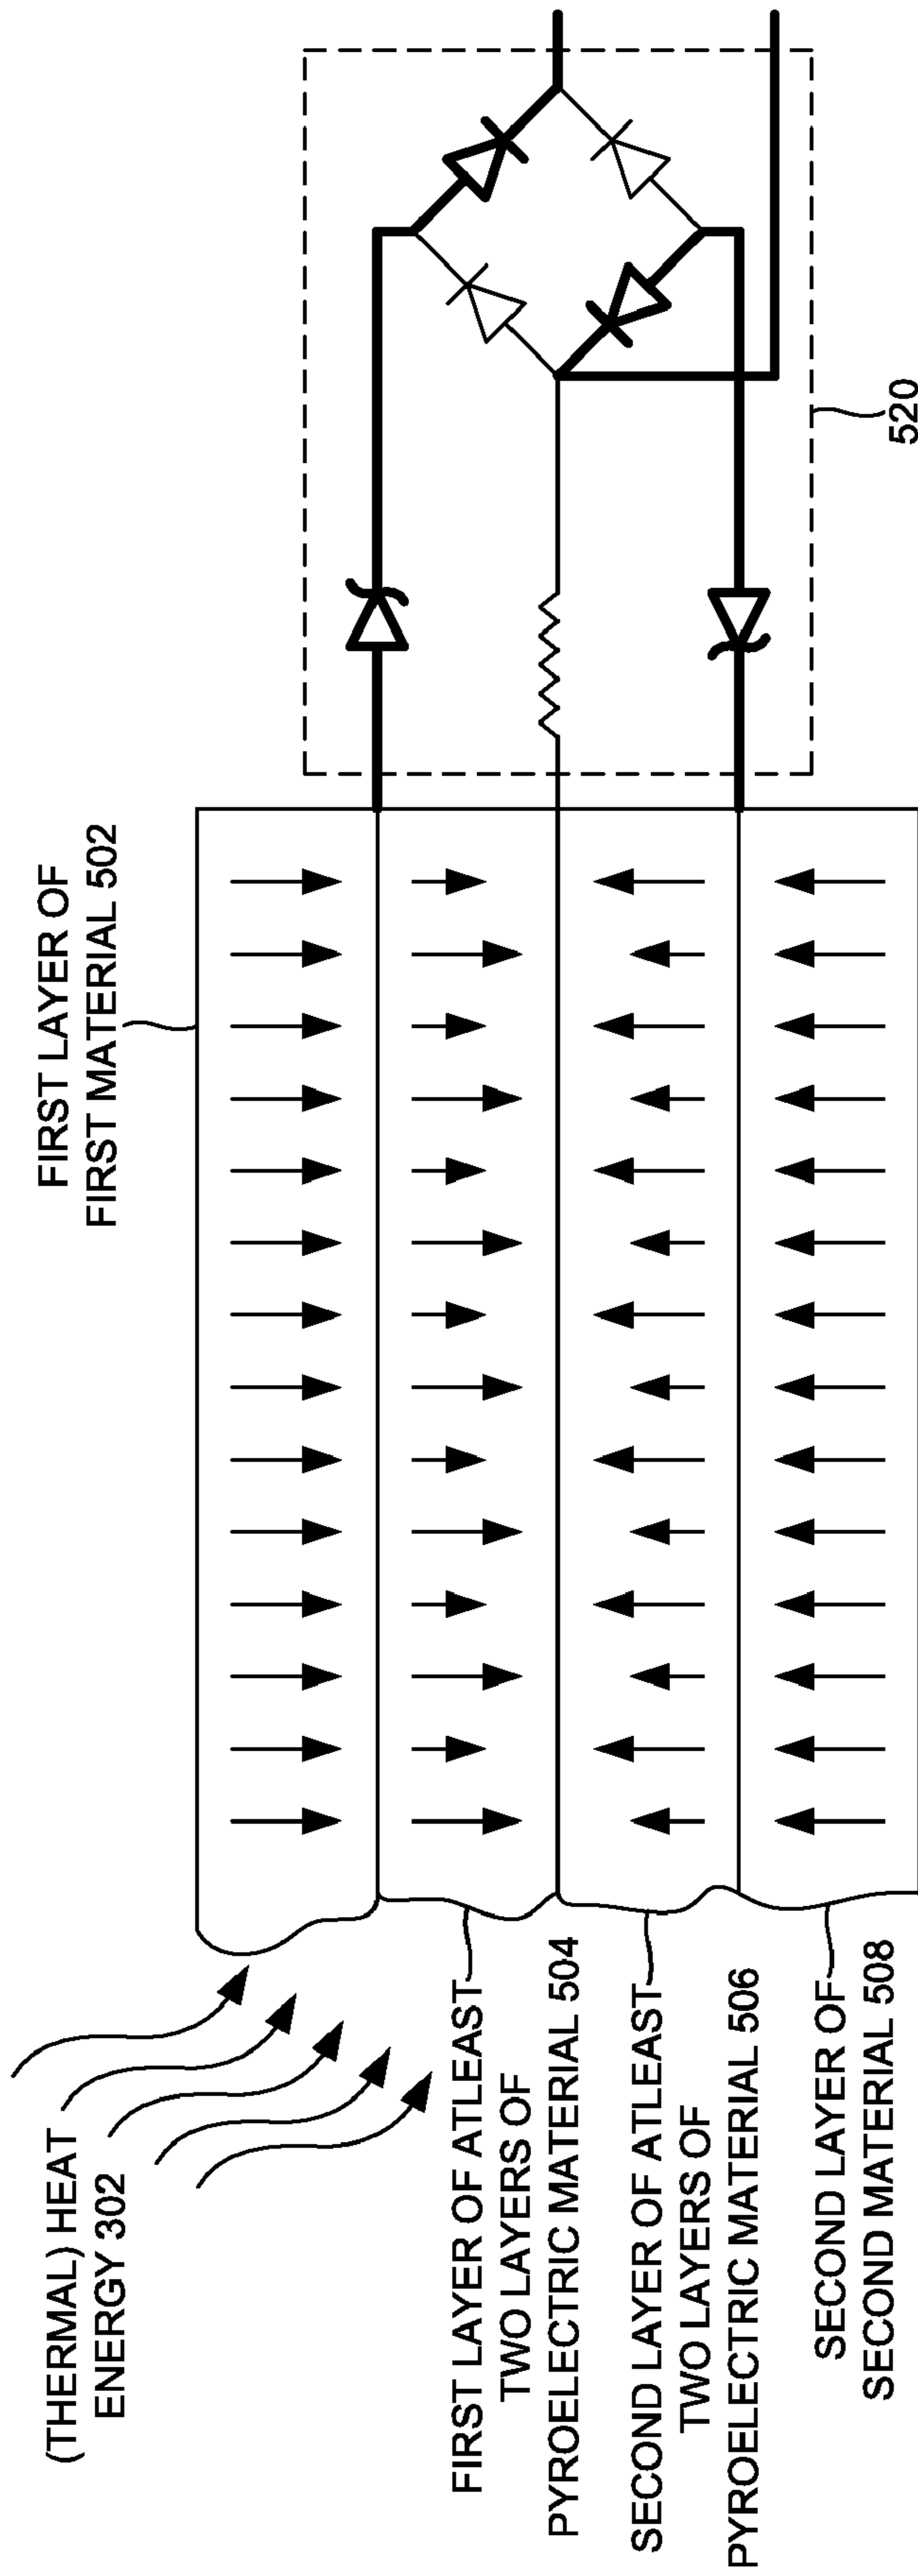 (THERMAL) HEAT
ENERGY 302
FIRST LAYER OF
FIRST MATERIAL 502
FIRST LAYER OF ATLEAST
TWO LAYERS OF
PYROELECTRIC MATERIAL 504
SECOND LAYER OF ATLEAST
TWO LAYERS OF
PYROELECTRIC MATERIAL 506
SECOND LAYER OF
SECOND MATERIAL 508
520